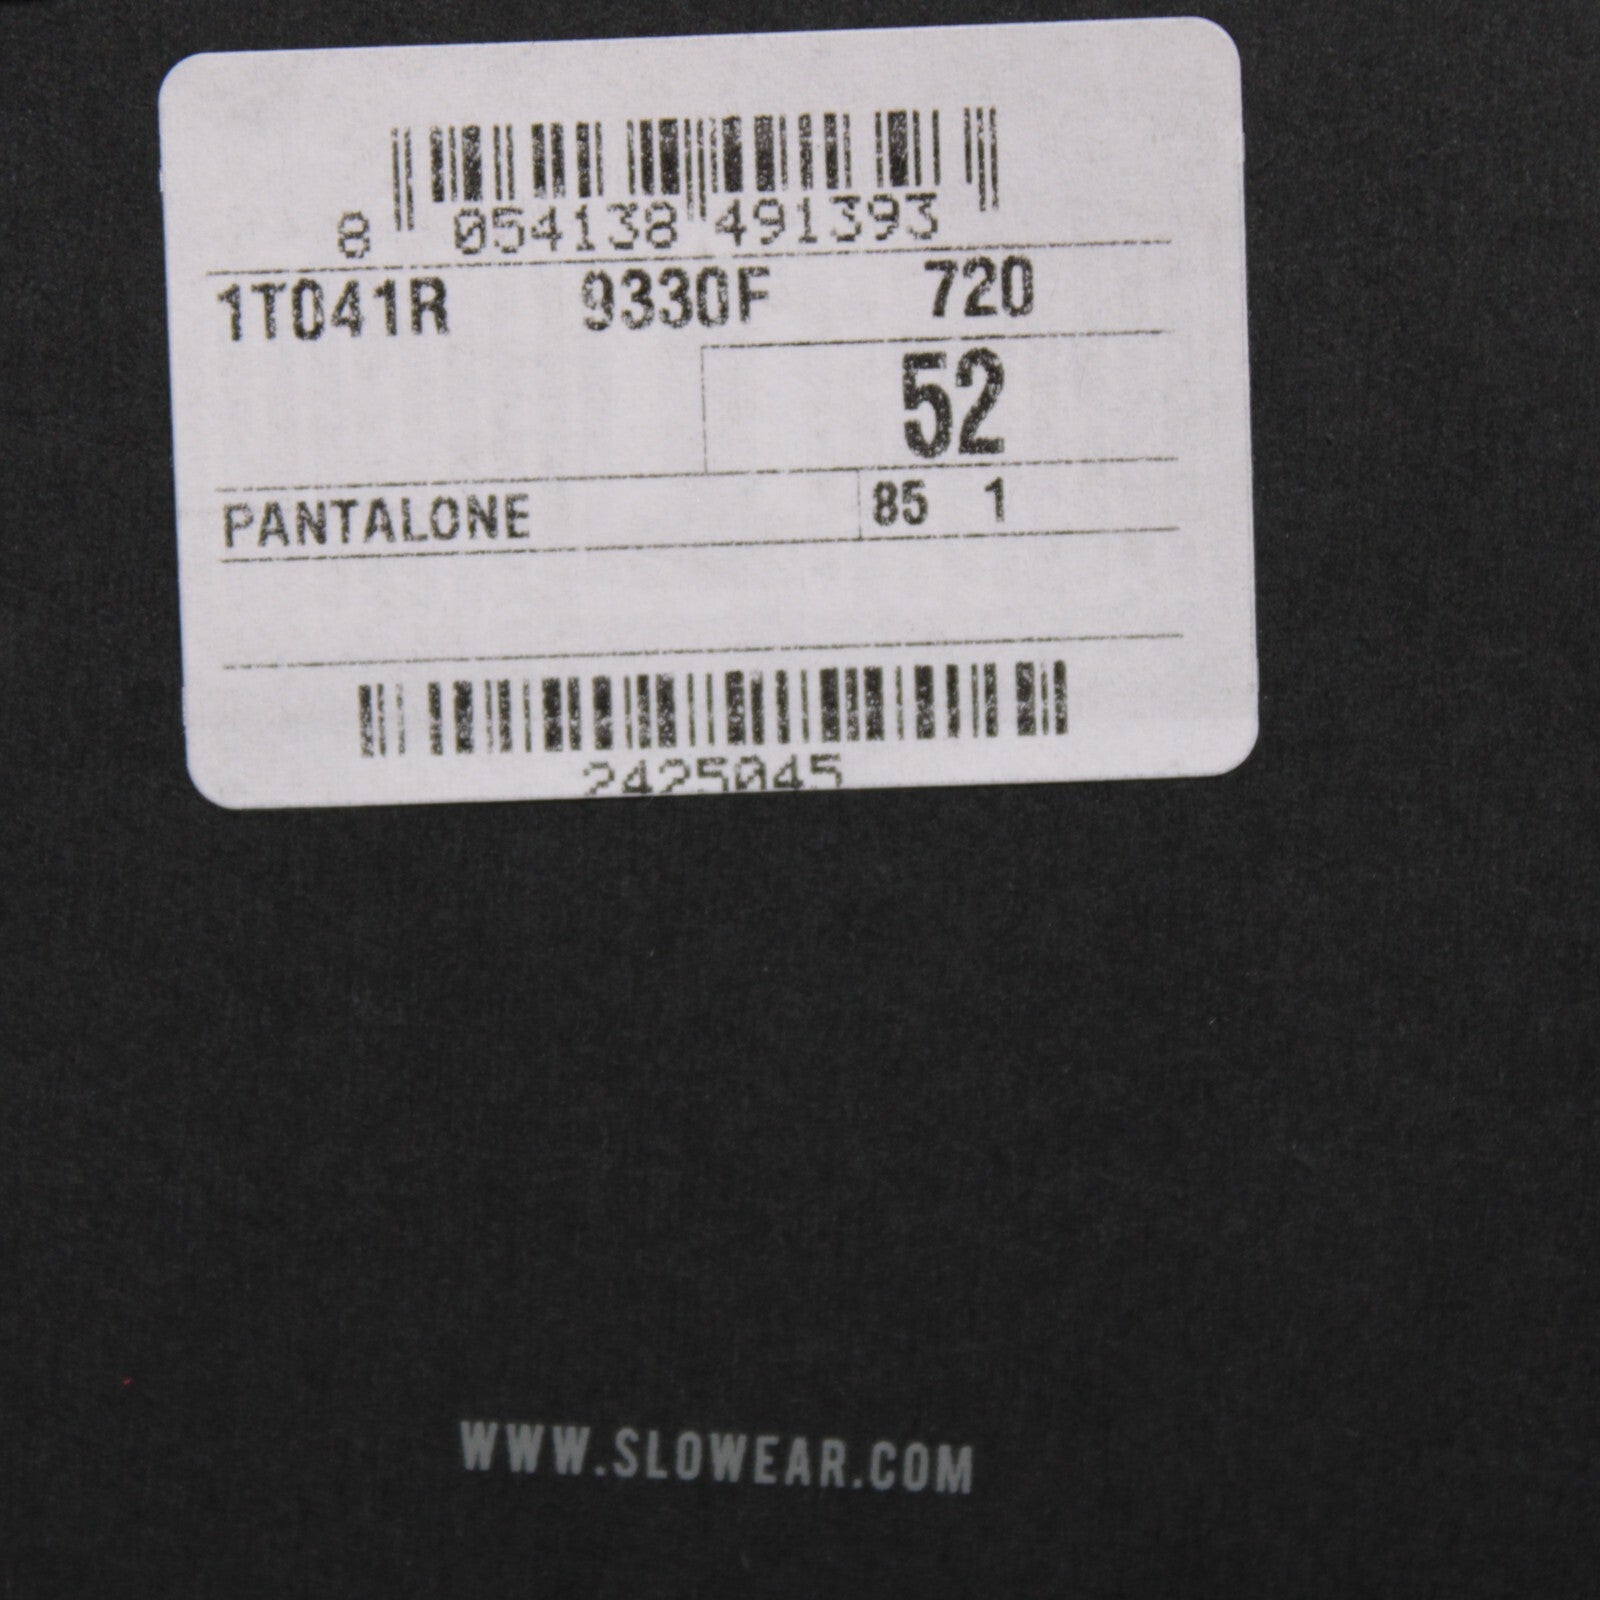 8 054138 491393
1T041R 9330F 720
52
PANTALONE 85 1
2425045
WWW.SLOWEAR.COM